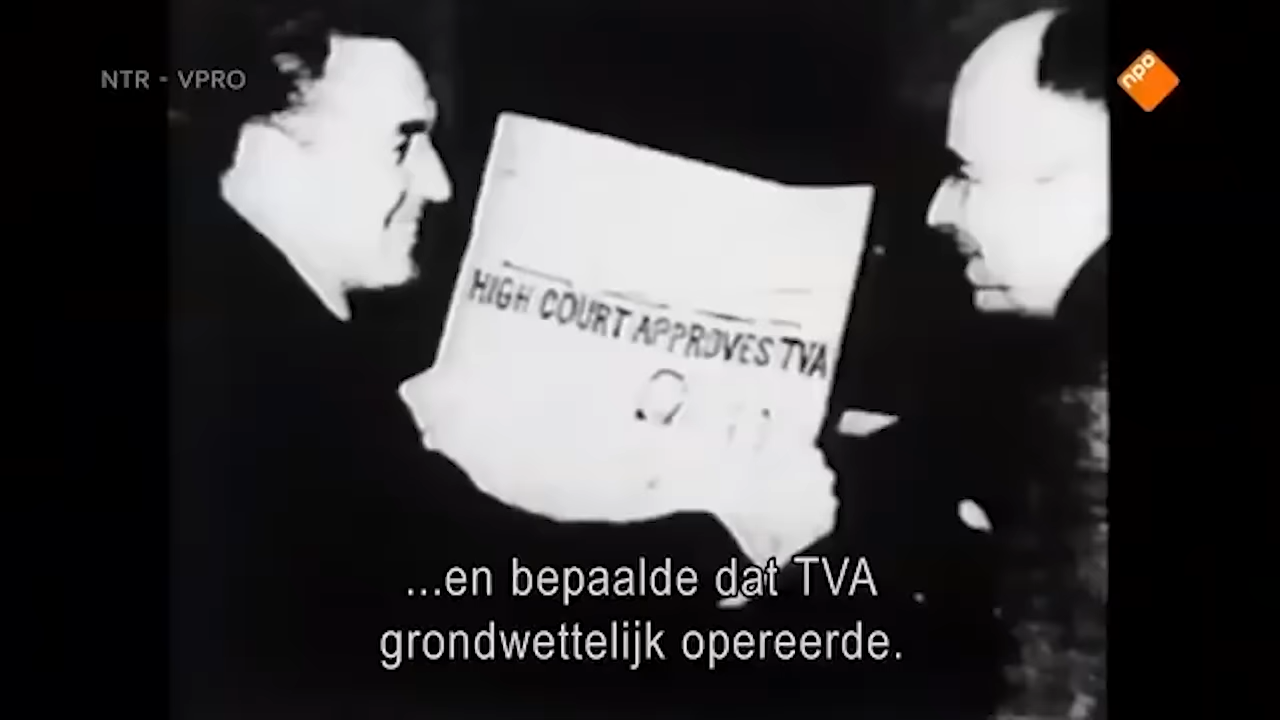 NTR - VPRO
npo
HIGH COURT APPROVES TVA
...en bepaalde dat TVA
grondwettelijk opereerde.